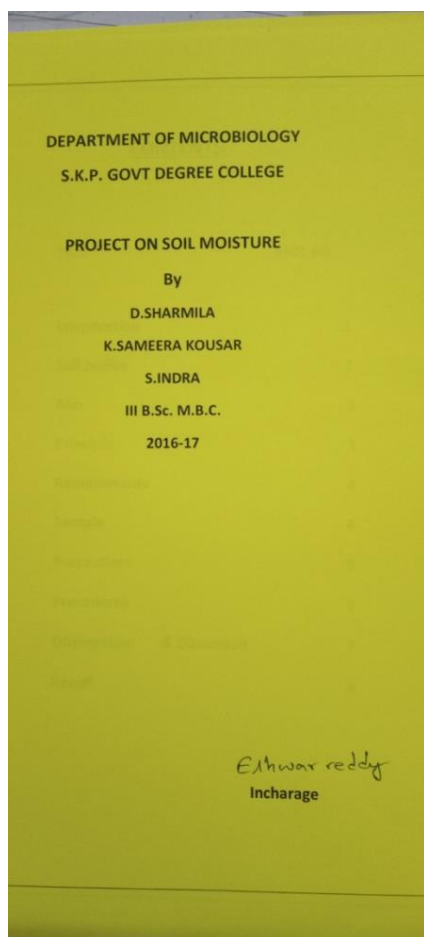 DEPARTMENT OF MICROBIOLOGY
S.K.P. GOVT DEGREE COLLEGE
PROJECT ON SOIL MOISTURE
By
D.SHARMILA
K.SAMEERA KOUSAR
S.INDRA
III B.Sc. M.B.C.
2016-17
Eshwar reddy
Incharage